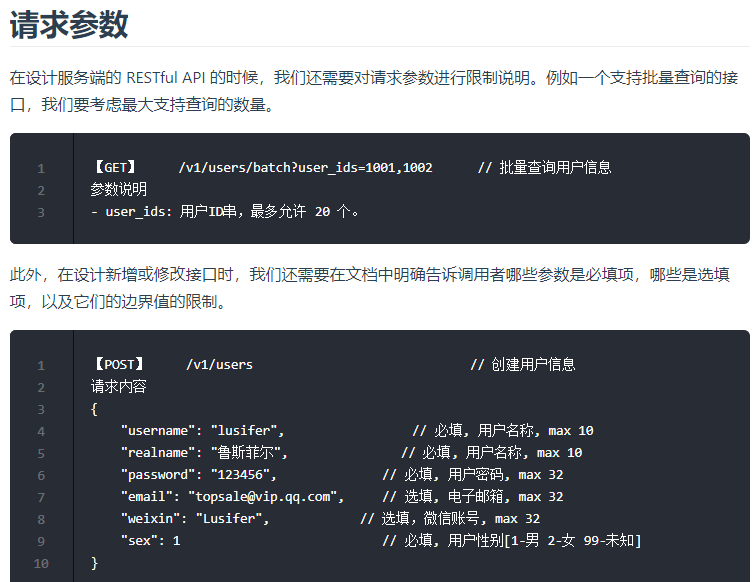 请求参数
在设计服务端的 RESTful API 的时候，我们还需要对请求参数进行限制说明。例如一个支持批量查询的接
口，我们要考虑最大支持查询的数量。
1 【GET】 /v1/users/batch?user_ids=1001,1002 // 批量查询用户信息
2 参数说明
3 - user_ids: 用户ID串，最多允许 20 个。
此外，在设计新增或修改接口时，我们还需要在文档中明确告诉调用者哪些参数是必填项，哪些是选填
项，以及它们的边界值的限制。
1 【POST】 /v1/users // 创建用户信息
2 请求内容
3 {
4 "username": "lusifer", // 必填, 用户名称, max 10
5 "realname": "鲁斯菲尔", // 必填, 用户名称, max 10
6 "password": "123456", // 必填, 用户密码, max 32
7 "email": "topsale@vip.qq.com", // 选填, 电子邮箱, max 32
8 "weixin": "Lusifer", // 选填，微信账号, max 32
9 "sex": 1 // 必填, 用户性别[1-男 2-女 99-未知]
10 }